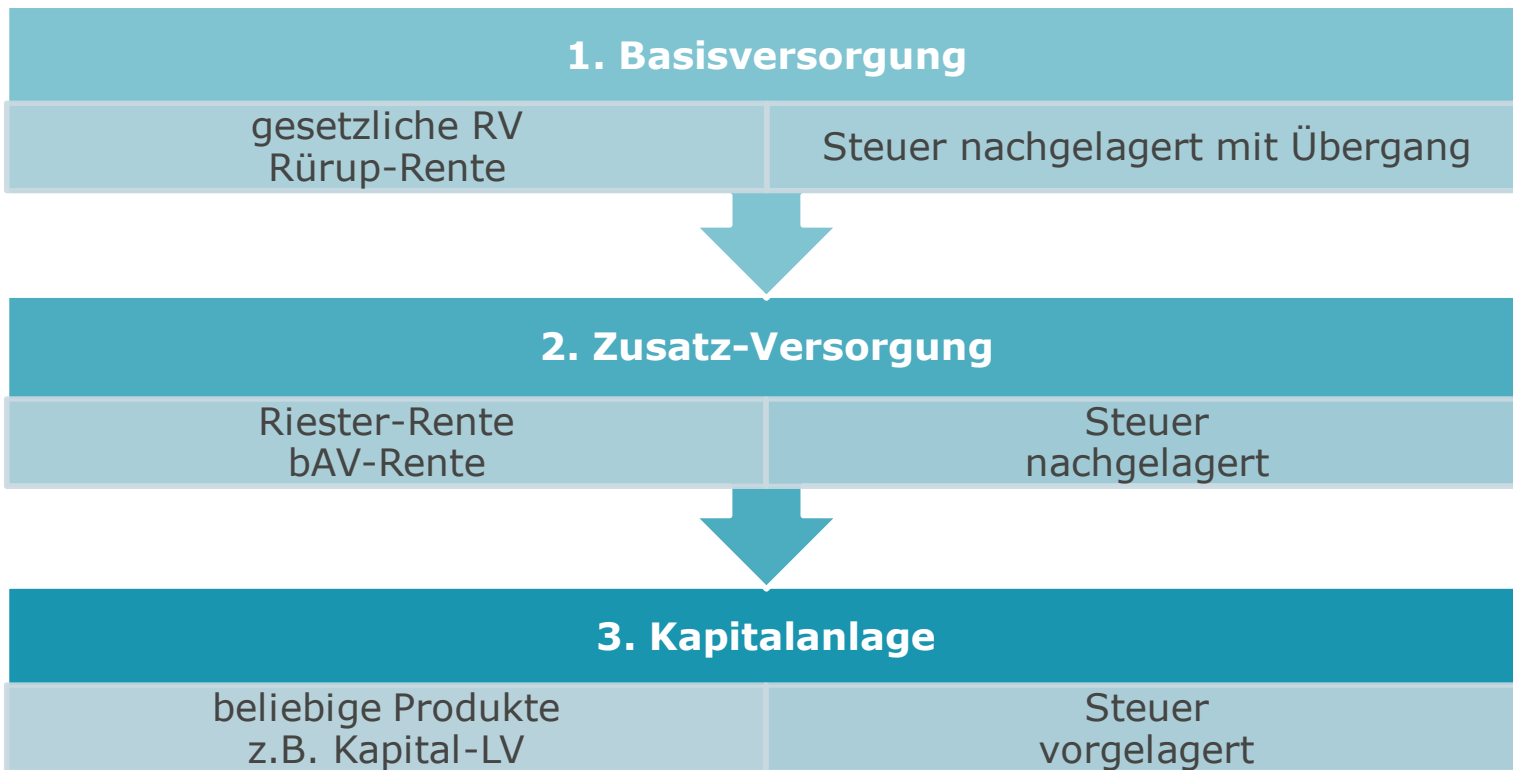 1. Basisversorgung
gesetzliche RV
Rürup-Rente
Steuer nachgelagert mit Übergang
2. Zusatz-Versorgung
Riester-Rente
bAV-Rente
Steuer
nachgelagert
3. Kapitalanlage
beliebige Produkte
z.B. Kapital-LV
Steuer
vorgelagert